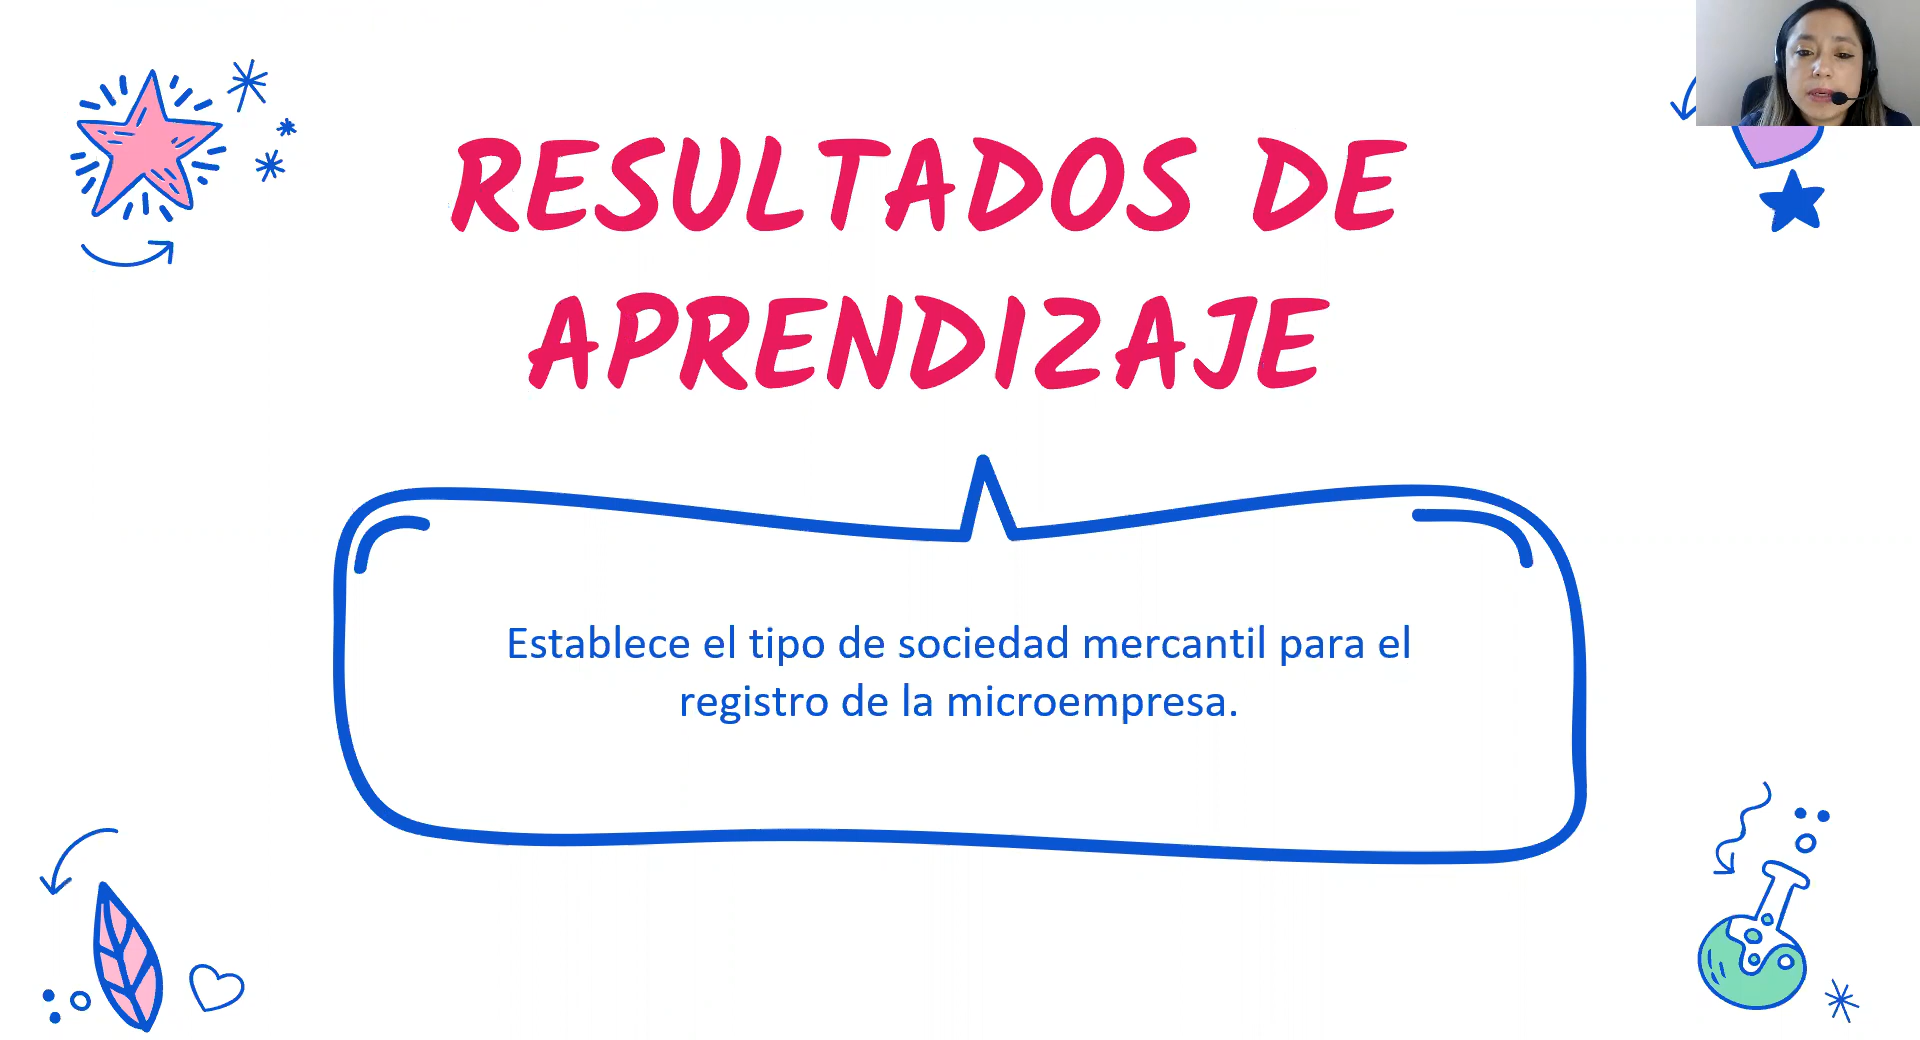 RESULTADOS DE
APRENDIZAJE
Establece el tipo de sociedad mercantil para el
registro de la microempresa.